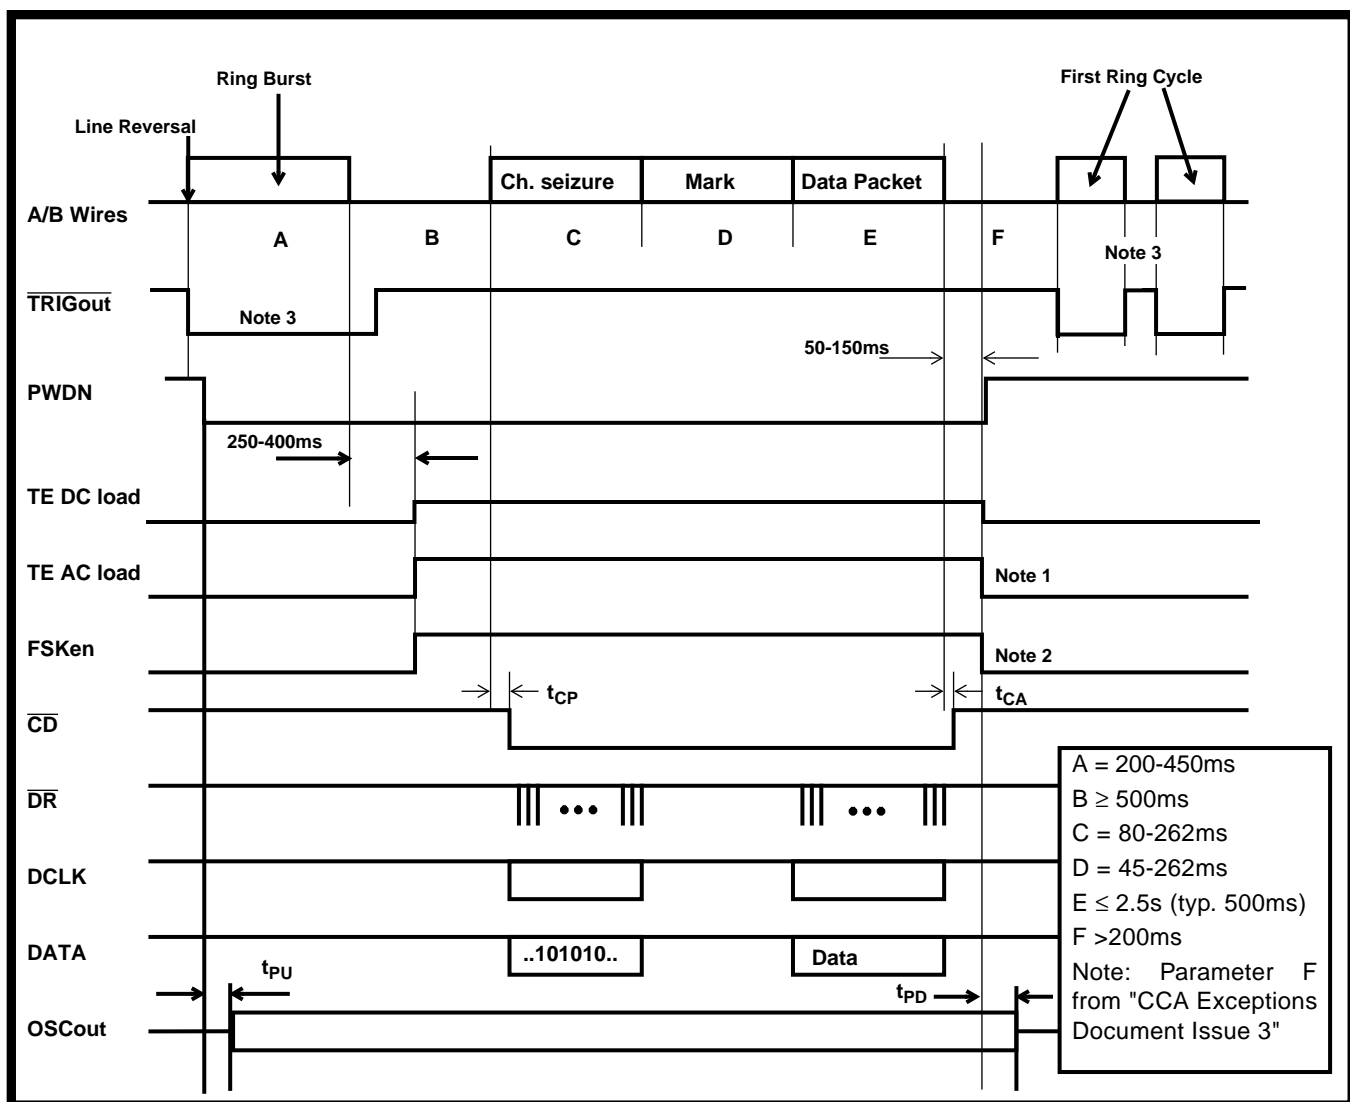 Ring Burst
First Ring Cycle
Line Reversal
Ch. seizure
Mark
Data Packet
A/B Wires
A
B
C
D
E
F
Note 3
TRIGout
Note 3
50-150ms
PWDN
250-400ms
TE DC load
TE AC load
Note 1
FSKen
Note 2
tCP
tCA
CD
DR
•••
•••
DCLK
DATA
..101010..
Data
tPU
tPD
OSCout
A = 200-450ms
B ≥ 500ms
C = 80-262ms
D = 45-262ms
E ≤ 2.5s (typ. 500ms)
F >200ms
Note: Parameter F
from "CCA Exceptions
Document Issue 3"